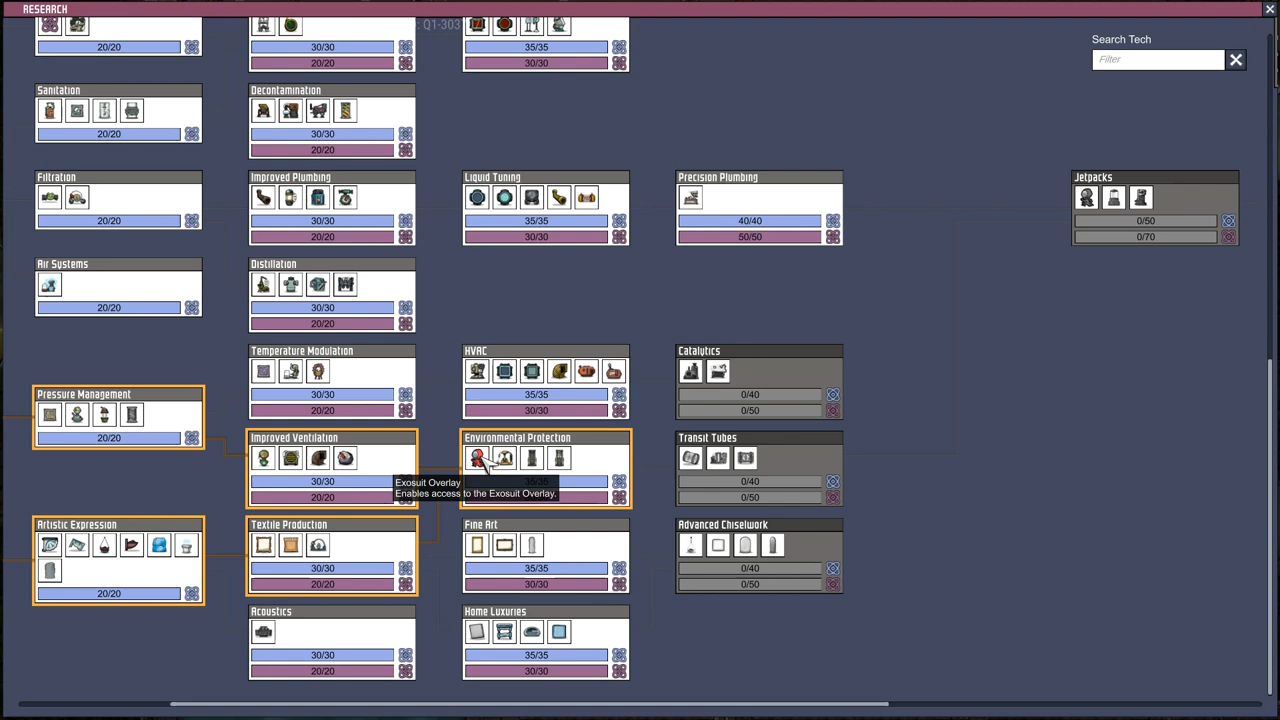 RESEARCH
: Q1-303
Search Tech
Filter
20/20
30/30
20/20
35/35
30/30
Sanitation
20/20
Decontamination
30/30
20/20
Filtration
20/20
Improved Plumbing
30/30
20/20
Liquid Tuning
35/35
30/30
Precision Plumbing
40/40
50/50
Jetpacks
0/50
0/70
Air Systems
20/20
Distillation
30/30
20/20
Temperature Modulation
30/30
20/20
HVAC
35/35
30/30
Catalytics
0/40
0/50
Pressure Management
20/20
Improved Ventilation
30/30
20/20
Environmental Protection
35/35
Exosuit Overlay
Enables access to the Exosuit Overlay.
Transit Tubes
0/40
0/50
Artistic Expression
20/20
Textile Production
30/30
20/20
Fine Art
35/35
30/30
Advanced Chiselwork
0/40
0/50
Acoustics
30/30
20/20
Home Luxuries
35/35
30/30